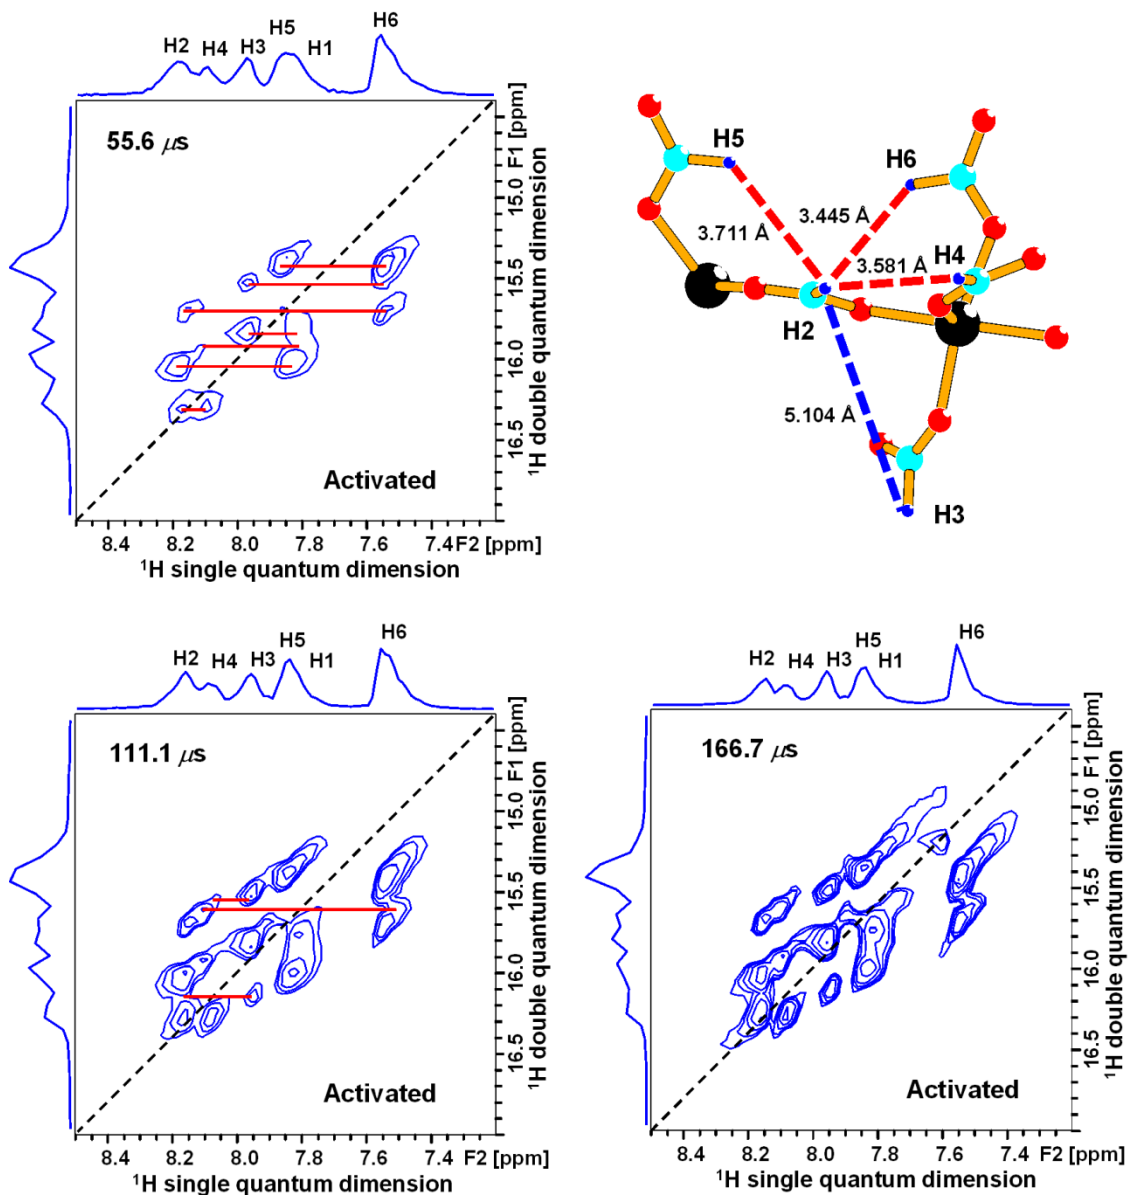 H2 H4 H3 H5 H1 H6
55.6 μs
Activated
15.0 F1 [ppm]
15.5
16.0
16.5
¹H double quantum dimension
8.4 8.2 8.0 7.8 7.6 7.4 F2 [ppm]
¹H single quantum dimension
H5
H6
3.711 Å
3.445 Å
3.581 Å
H4
H2
5.104 Å
H3
H2 H4 H3 H5 H1 H6
111.1 μs
Activated
15.0 F1 [ppm]
15.5
16.0
16.5
¹H double quantum dimension
8.4 8.2 8.0 7.8 7.6 7.4 F2 [ppm]
¹H single quantum dimension
H2 H4 H3 H5 H1 H6
166.7 μs
Activated
15.0 F1 [ppm]
15.5
16.0
16.5
¹H double quantum dimension
8.4 8.2 8.0 7.8 7.6 7.4 F2 [ppm]
¹H single quantum dimension